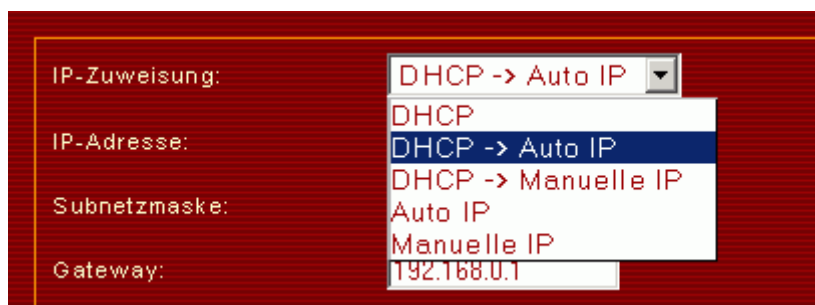 IP-Zuweisung: DHCP -> Auto IP
DHCP
IP-Adresse: DHCP -> Auto IP
DHCP -> Manuelle IP
Subnetzmaske: Auto IP
Manuelle IP
Gateway: 192.168.0.1